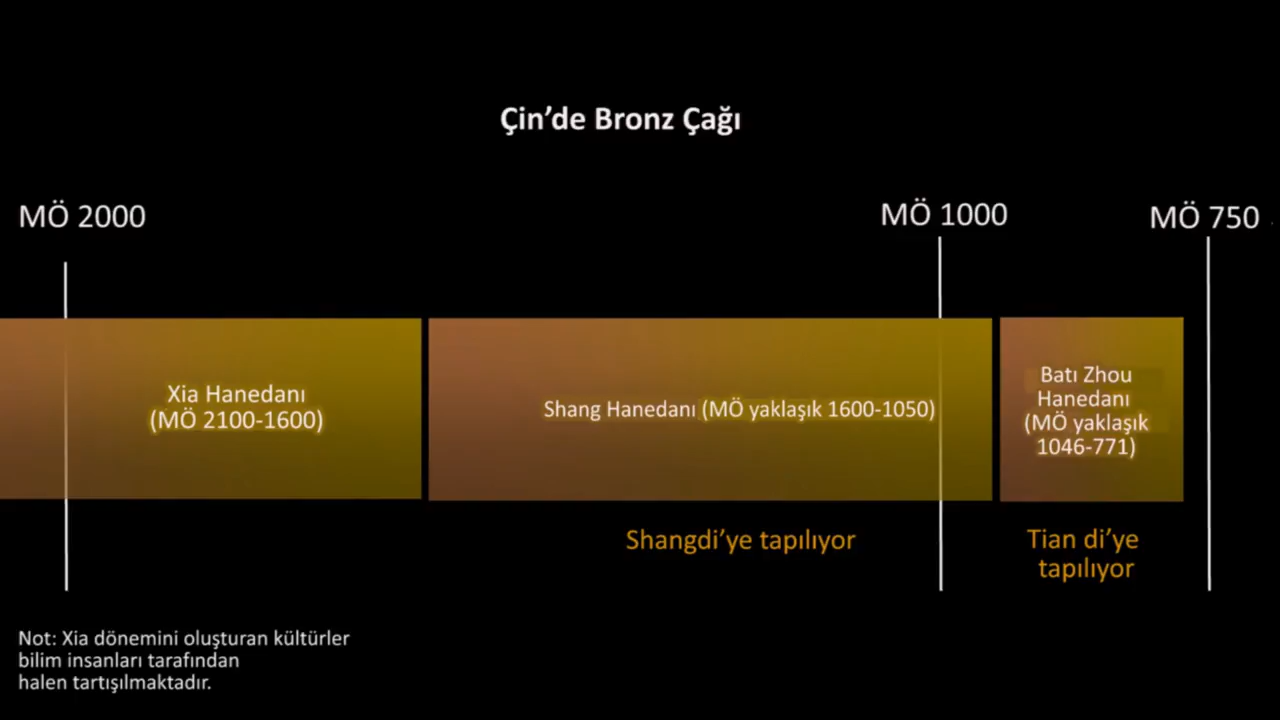 Çin’de Bronz Çağı
MÖ 2000
MÖ 1000
MÖ 750
Xia Hanedanı
(MÖ 2100-1600)
Shang Hanedanı (MÖ yaklaşık 1600-1050)
Batı Zhou
Hanedanı
(MÖ yaklaşık
1046-771)
Shangdi’ye tapılıyor
Tian di’ye
tapılıyor
Not: Xia dönemini oluşturan kültürler
bilim insanları tarafından
halen tartışılmaktadır.